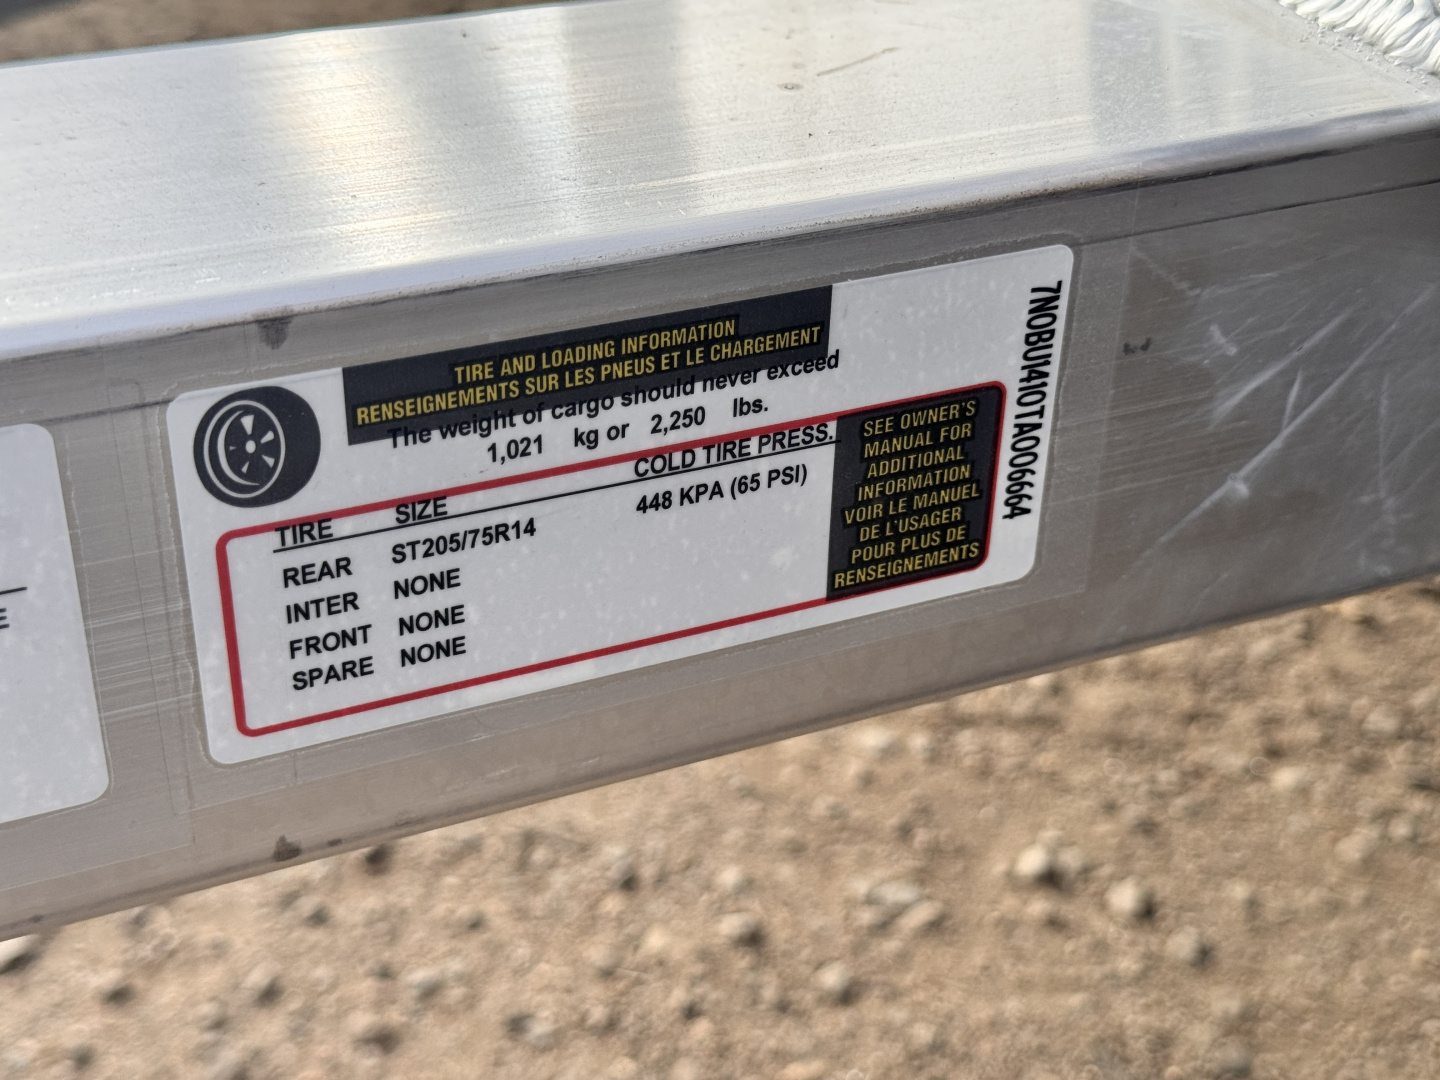 TIRE AND LOADING INFORMATION
RENSEIGNEMENTS SUR LES PNEUS ET LE CHARGEMENT
The weight of cargo should never exceed
1,021 kg or 2,250 lbs.
TIRE SIZE COLD TIRE PRESS.
REAR ST205/75R14 448 KPA (65 PSI)
INTER NONE
FRONT NONE
SPARE NONE
SEE OWNER'S
MANUAL FOR
ADDITIONAL
INFORMATION
VOIR LE MANUEL
DE L'USAGER
POUR PLUS DE
RENSEIGNEMENTS
7NOBU1410TA006664
E